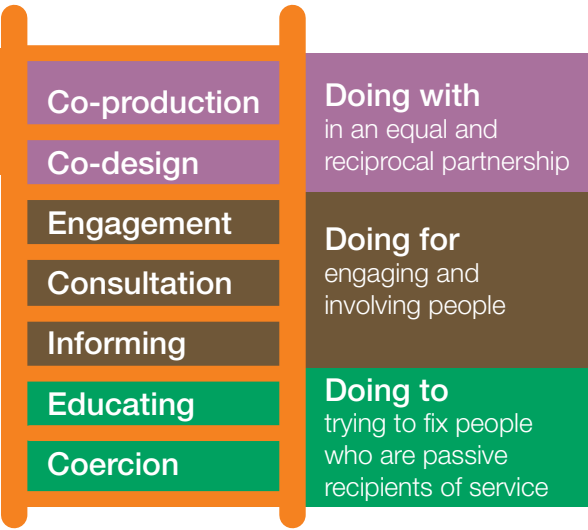 Co-production
Co-design
Engagement
Consultation
Informing
Educating
Coercion
Doing with
in an equal and
reciprocal partnership
Doing for
engaging and
involving people
Doing to
trying to fix people
who are passive
recipients of service